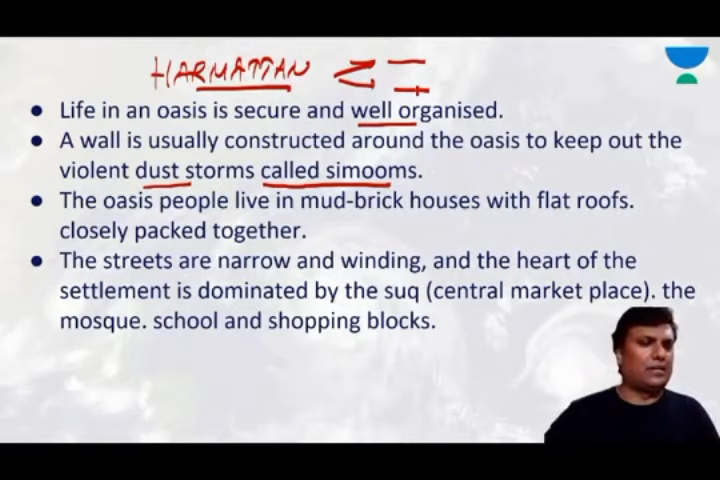 HARMATTAN
● Life in an oasis is secure and well organised.
● A wall is usually constructed around the oasis to keep out the
violent dust storms called simooms.
● The oasis people live in mud-brick houses with flat roofs.
closely packed together.
● The streets are narrow and winding, and the heart of the
settlement is dominated by the suq (central market place). the
mosque. school and shopping blocks.